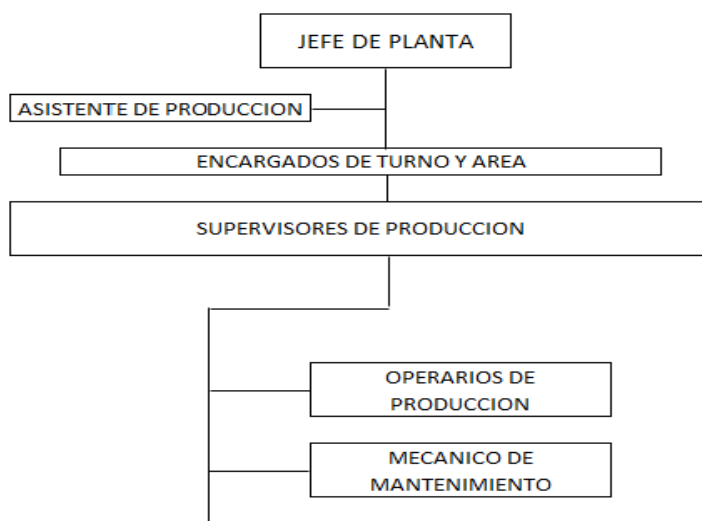 JEFE DE PLANTA
ASISTENTE DE PRODUCCION
ENCARGADOS DE TURNO Y AREA
SUPERVISORES DE PRODUCCION
OPERARIOS DE
PRODUCCION
MECANICO DE
MANTENIMIENTO